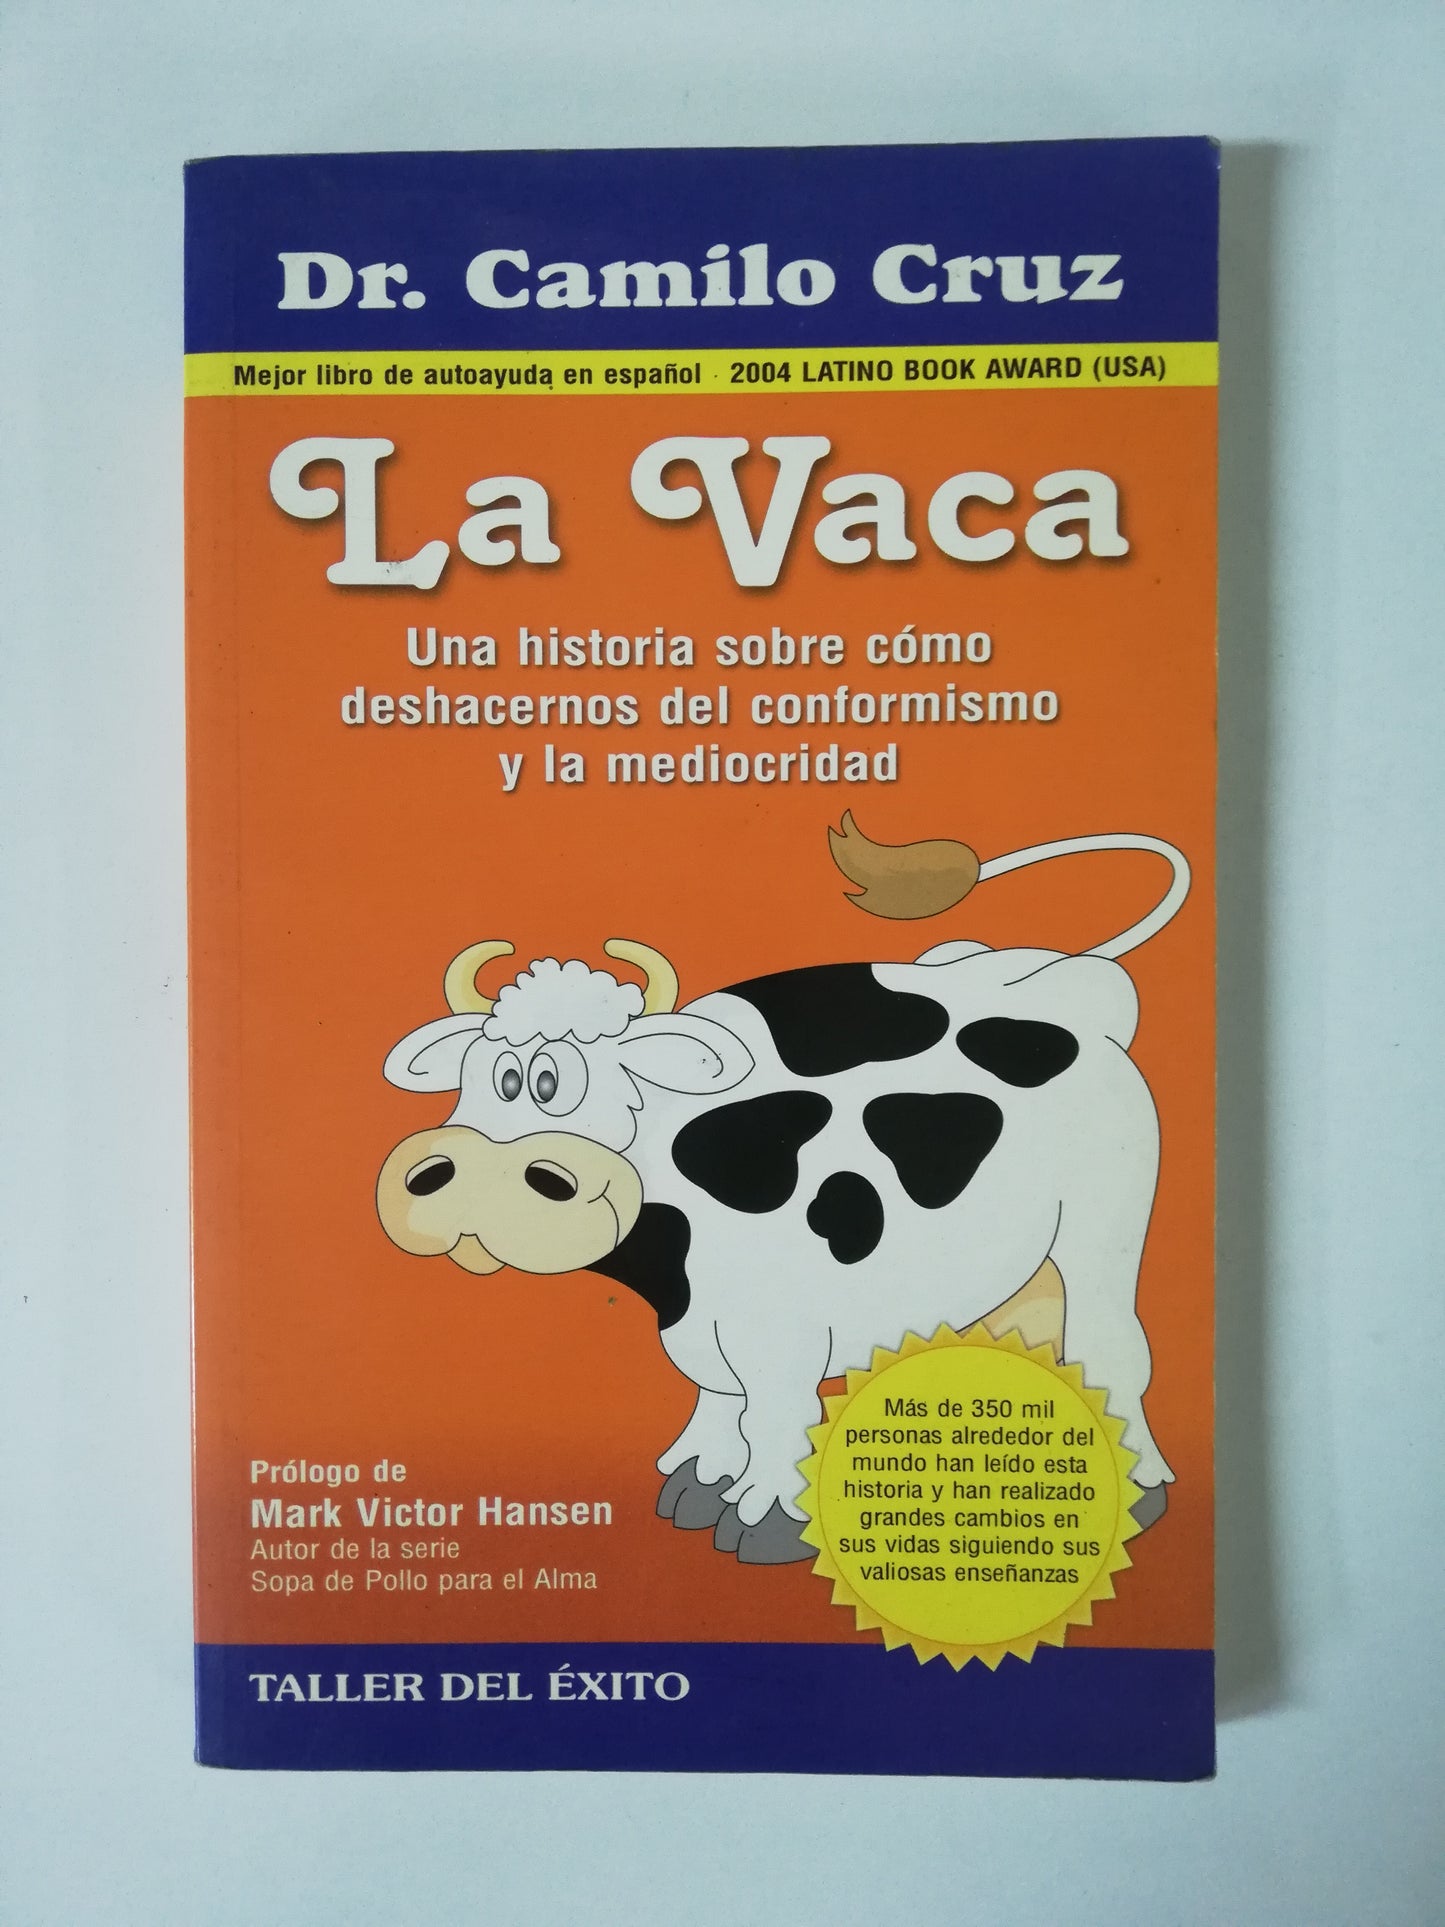 Dr. Camilo Cruz
Mejor libro de autoayuda en español · 2004 LATINO BOOK AWARD (USA)
La Vaca
Una historia sobre cómo
deshacernos del conformismo
y la mediocridad
Prólogo de
Mark Victor Hansen
Autor de la serie
Sopa de Pollo para el Alma
Más de 350 mil
personas alrededor del
mundo han leído esta
historia y han realizado
grandes cambios en
sus vidas siguiendo sus
valiosas enseñanzas
TALLER DEL ÉXITO